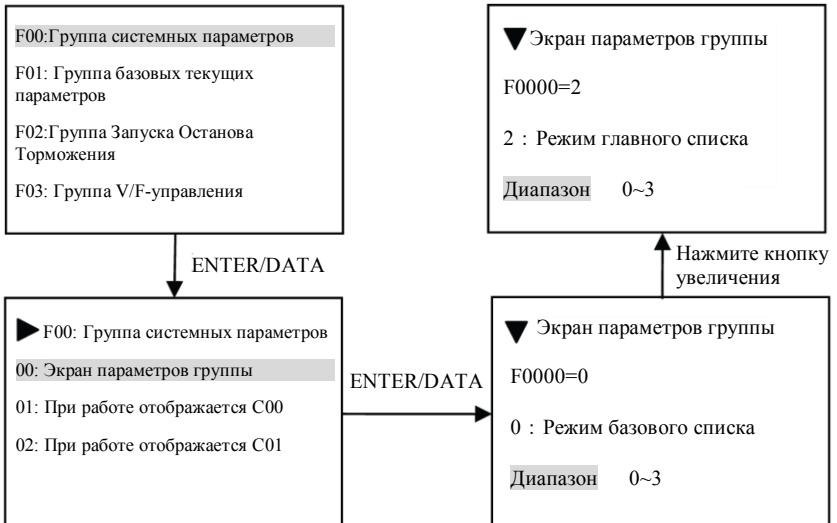 F00:Группа системных параметров
F01: Группа базовых текущих
параметров
F02:Группа Запуска Останова
Торможения
F03: Группа V/F-управления
ENTER/DATA
F00: Группа системных параметров
00: Экран параметров группы
01: При работе отображается C00
02: При работе отображается C01
ENTER/DATA
Экран параметров группы
F0000=0
0 : Режим базового списка
Диапазон 0~3
Нажмите кнопку
увеличения
Экран параметров группы
F0000=2
2 : Режим главного списка
Диапазон 0~3